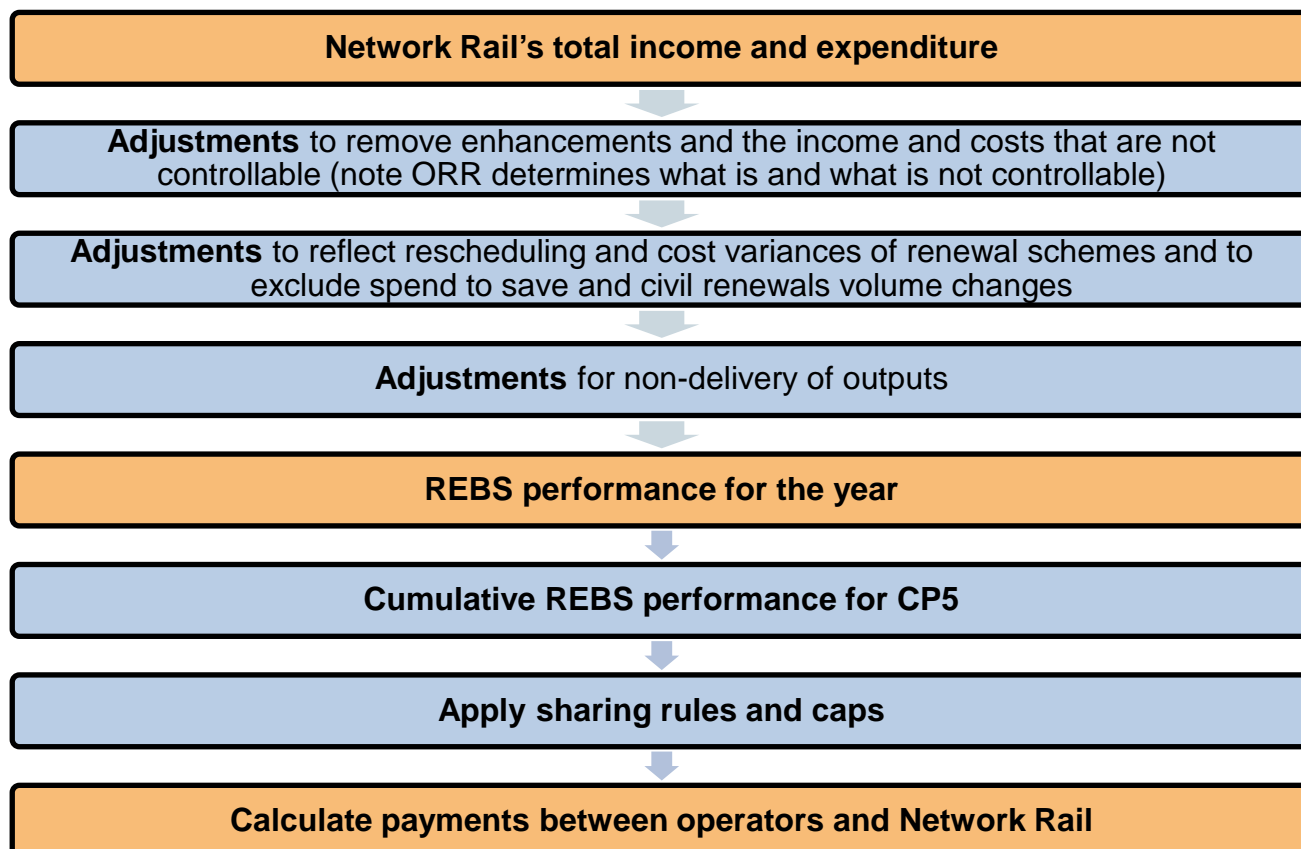 Network Rail’s total income and expenditure
Adjustments to remove enhancements and the income and costs that are not
controllable (note ORR determines what is and what is not controllable)
Adjustments to reflect rescheduling and cost variances of renewal schemes and to
exclude spend to save and civil renewals volume changes
Adjustments for non-delivery of outputs
REBS performance for the year
Cumulative REBS performance for CP5
Apply sharing rules and caps
Calculate payments between operators and Network Rail